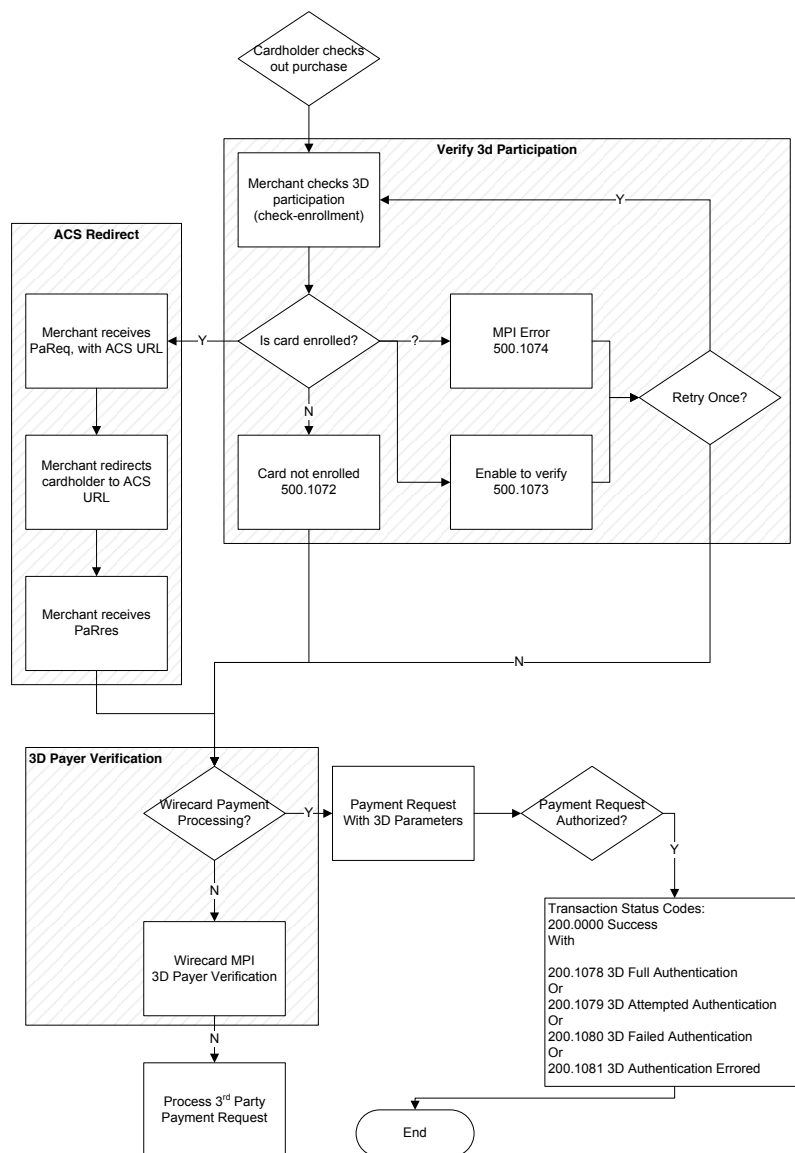 Cardholder checks
out purchase
Verify 3d Participation
Merchant checks 3D
participation
(check-enrollment)
Y
ACS Redirect
Merchant receives
PaReq, with ACS URL
Y
Is card enrolled?
?
MPI Error
500.1074
Retry Once?
N
Merchant redirects
cardholder to ACS
URL
Card not enrolled
500.1072
Enable to verify
500.1073
Merchant receives
PaRres
N
3D Payer Verification
Wirecard Payment
Processing?
Y
Payment Request
With 3D Parameters
Payment Request
Authorized?
Y
N
Wirecard MPI
3D Payer Verification
Transaction Status Codes:
200.0000 Success
With
200.1078 3D Full Authentication
Or
200.1079 3D Attempted Authentication
Or
200.1080 3D Failed Authentication
Or
200.1081 3D Authentication Errored
N
Process 3rd Party
Payment Request
End